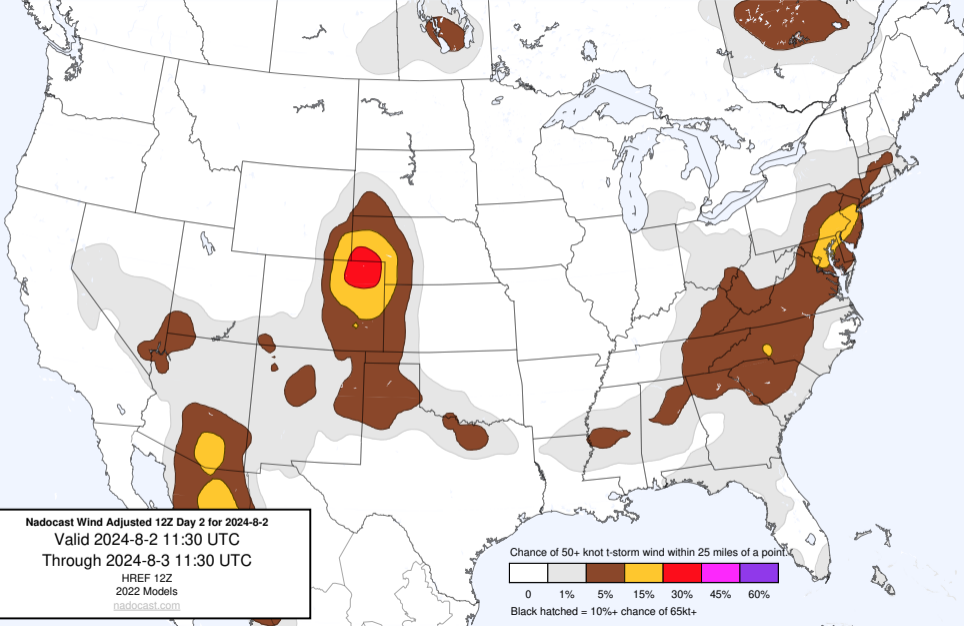 Nadocast Wind Adjusted 12Z Day 2 for 2024-8-2
Valid 2024-8-2 11:30 UTC
Through 2024-8-3 11:30 UTC
HREF 12Z
2022 Models
nadocast.com
Chance of 50+ knot t-storm wind within 25 miles of a point.
0 1% 5% 15% 30% 45% 60%
Black hatched = 10%+ chance of 65kt+